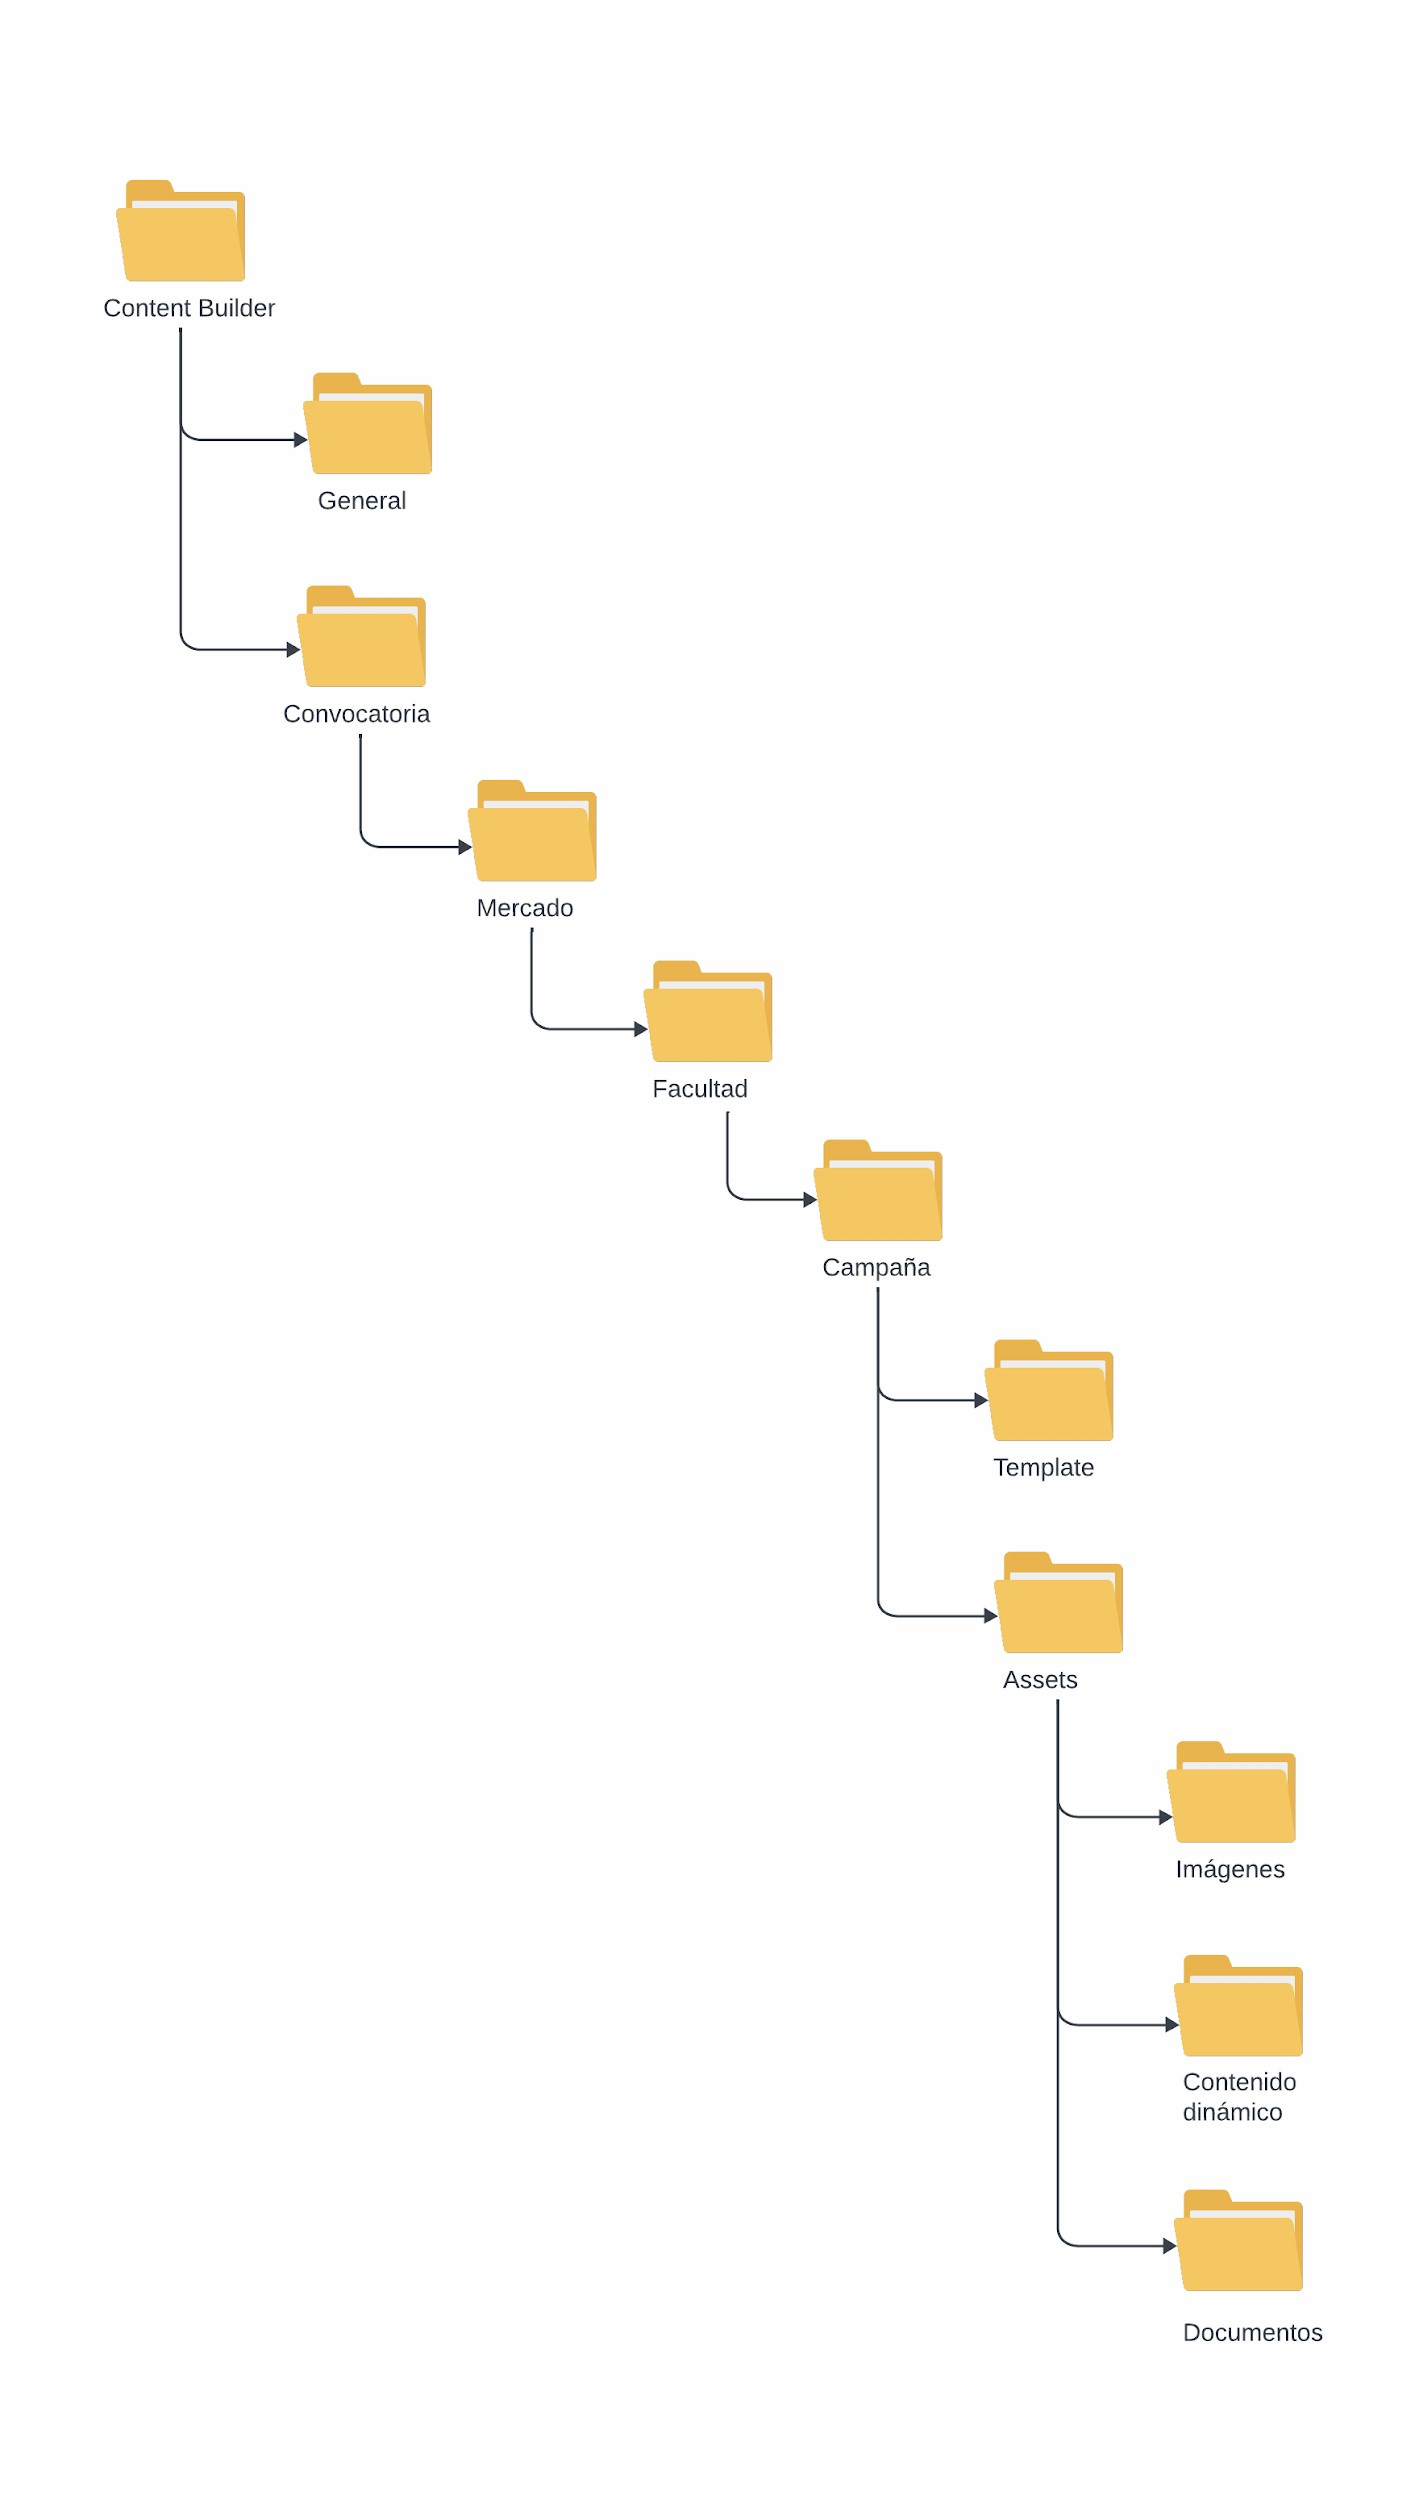 Content Builder
General
Convocatoria
Mercado
Facultad
Campaña
Template
Assets
Imágenes
Contenido
dinámico
Documentos